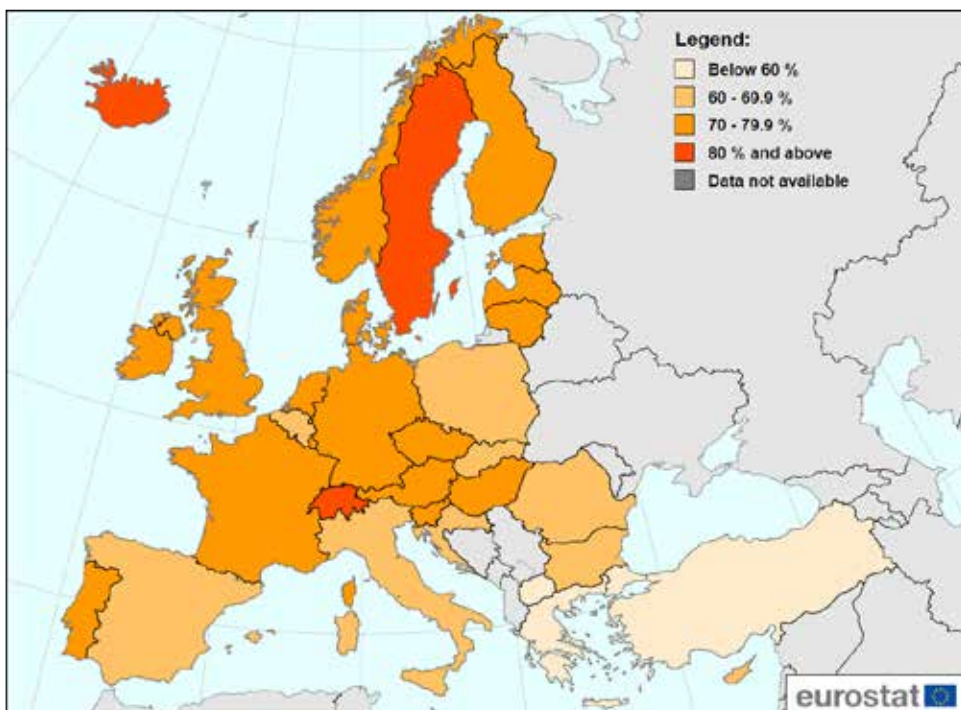 Legend:
Below 60 %
60 - 69.9 %
70 - 79.9 %
80 % and above
Data not available
eurostat